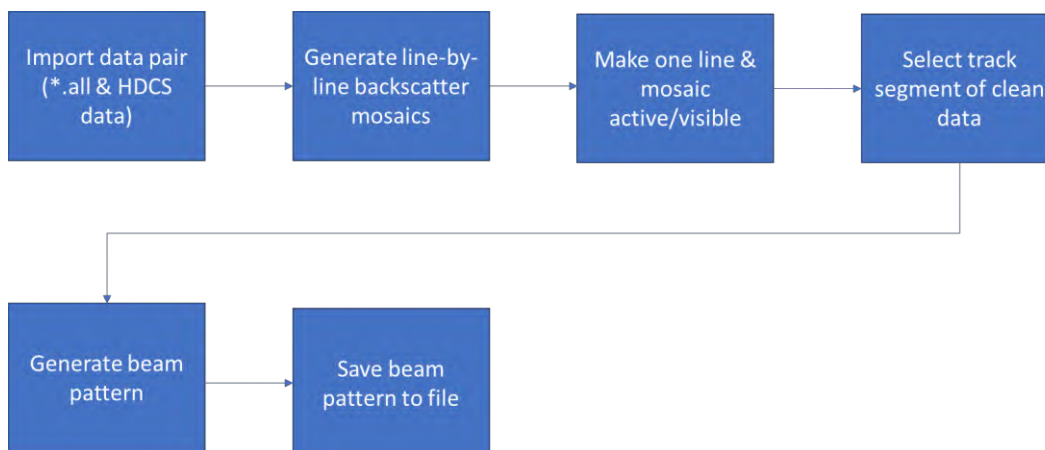 Import data pair
(*.all & HDCS
data)
Generate line-by-
line backscatter
mosaics
Make one line &
mosaic
active/visible
Select track
segment of clean
data
Generate beam
pattern
Save beam
pattern to file